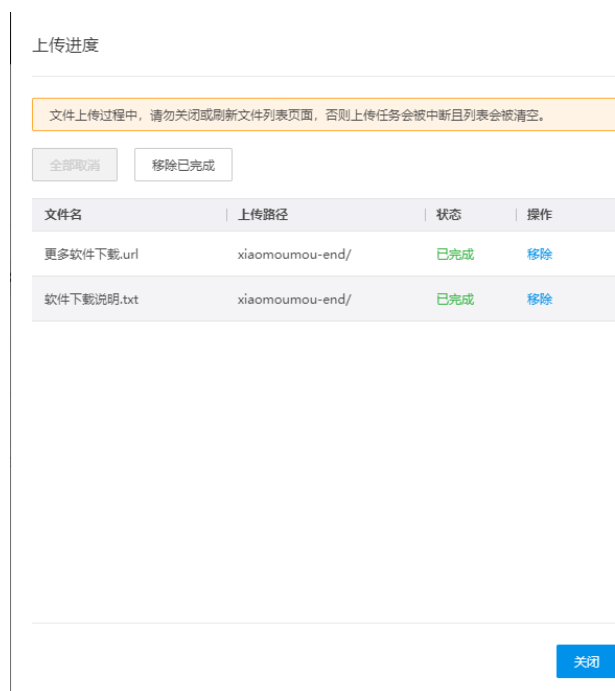 上传进度
文件上传过程中，请勿关闭或刷新文件列表页面，否则上传任务会被中断且列表会被清空。
全部取消 移除已完成
文件名 上传路径 状态 操作
更多软件下载.url xiaomoumou-end/ 已完成 移除
软件下载说明.txt xiaomoumou-end/ 已完成 移除
关闭